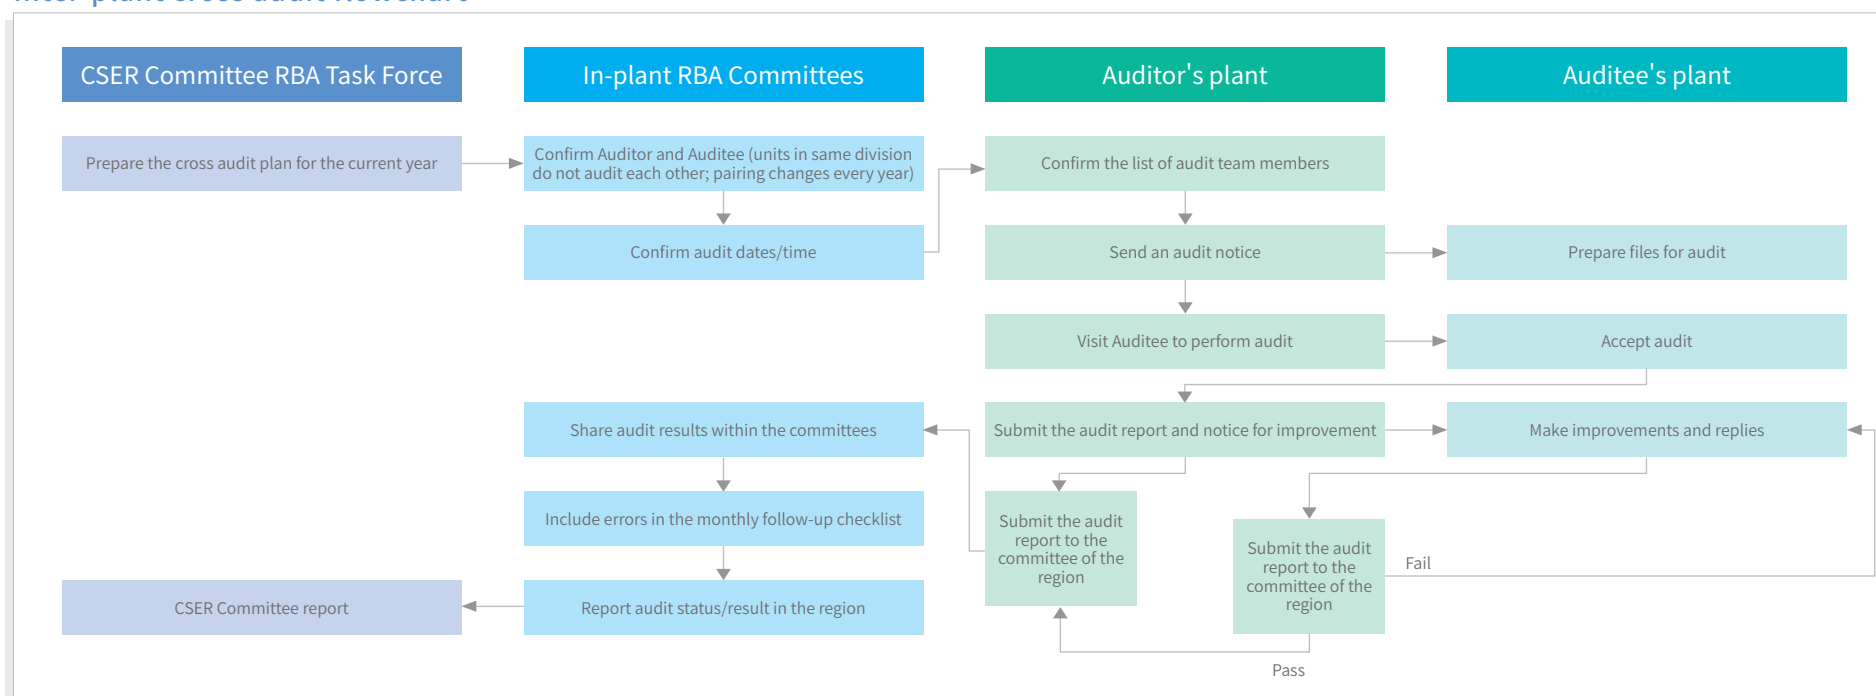 CSER Committee RBA Task Force
In-plant RBA Committees
Auditor's plant
Auditee's plant
Prepare the cross audit plan for the current year
Confirm Auditor and Auditee (units in same division
do not audit each other; pairing changes every year)
Confirm the list of audit team members
Confirm audit dates/time
Send an audit notice
Prepare files for audit
Visit Auditee to perform audit
Accept audit
Share audit results within the committees
Submit the audit report and notice for improvement
Make improvements and replies
Include errors in the monthly follow-up checklist
Submit the audit
report to the
committee of the
region
Submit the audit
report to the
committee of the
region
Fail
CSER Committee report
Report audit status/result in the region
Pass